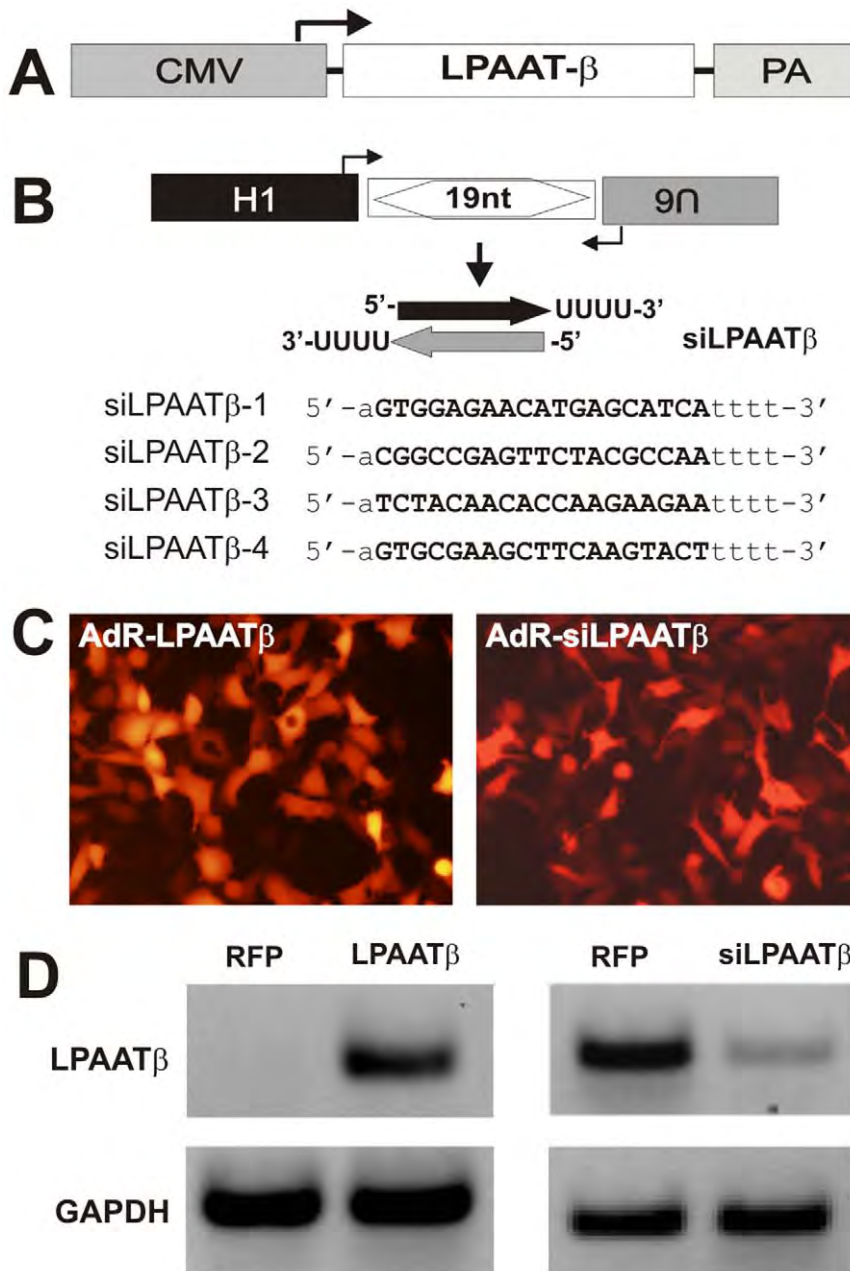 A
CMV LPAAT-β PA
B
H1 19nt U6
5’- UUUU-3’
3’-UUUU -5’ siLPAATβ
siLPAATβ-1 5’-aGTGGAGAACATGAGCATCAtttt-3’
siLPAATβ-2 5’-aCGGCCGAGTTCTACGCCAAtttt-3’
siLPAATβ-3 5’-aTCTACAACACCAAGAAGAAtttt-3’
siLPAATβ-4 5’-aGTGCGAAGCTTCAAGTACTtttt-3’
C
AdR-LPAATβ AdR-siLPAATβ
D
RFP LPAATβ RFP siLPAATβ
LPAATβ
GAPDH